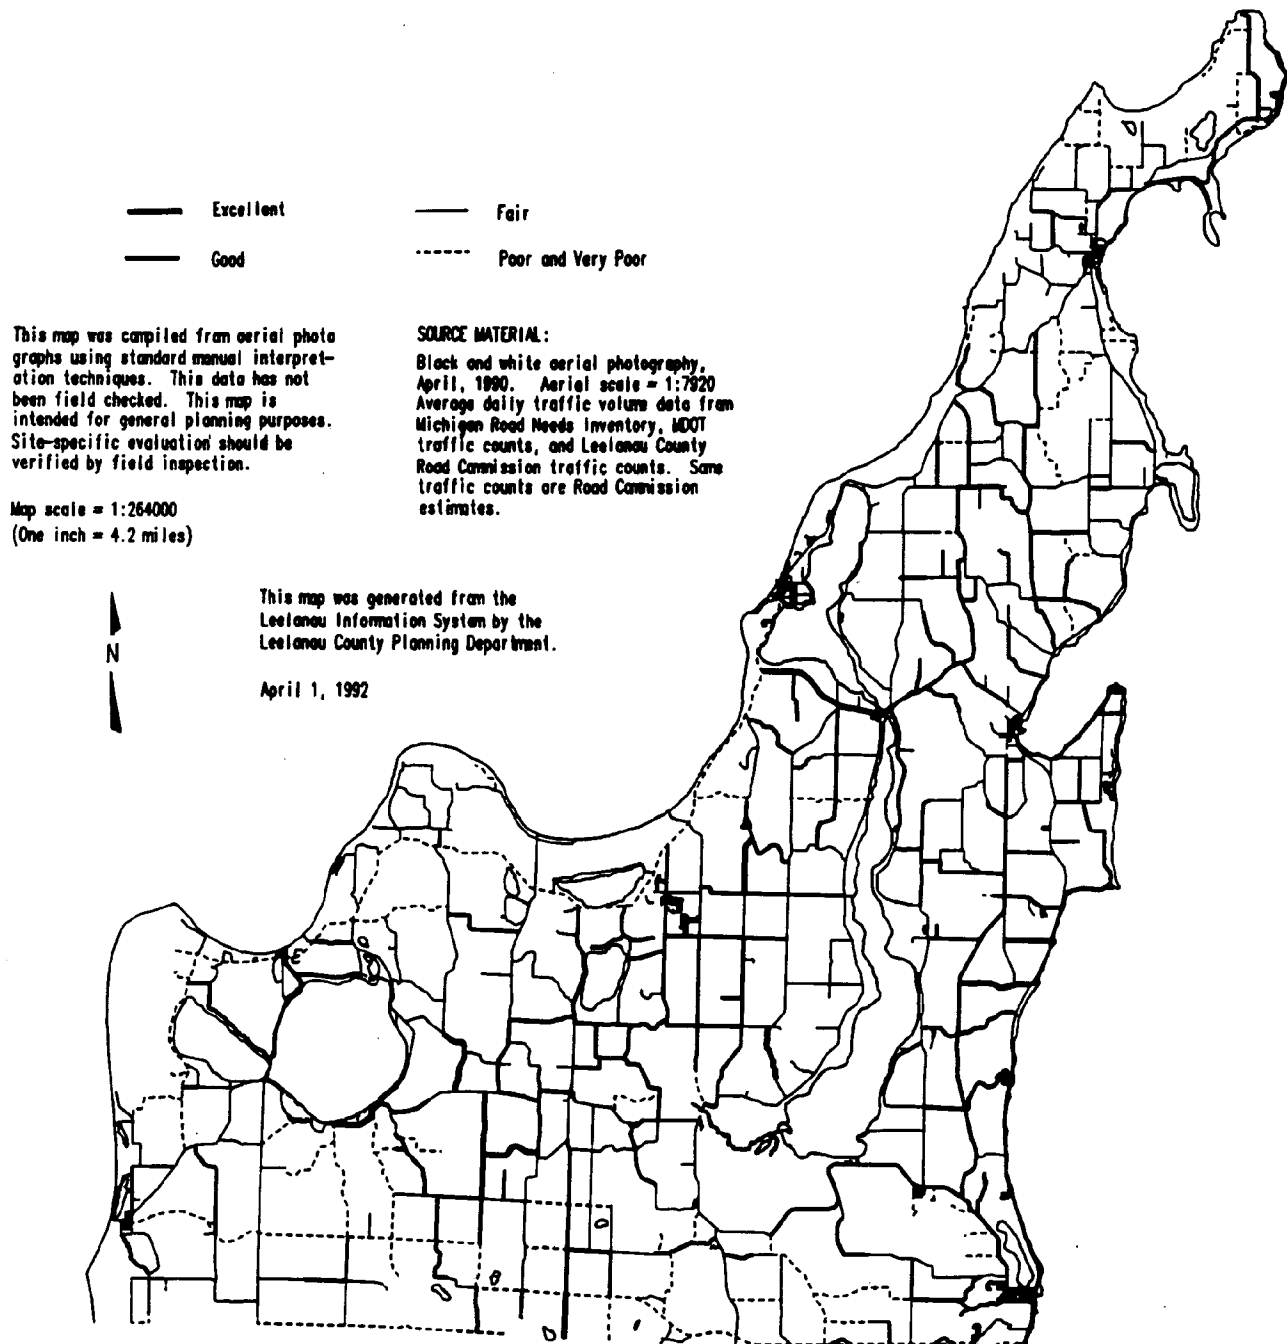 Excellent
Fair
Good
Poor and Very Poor
This map was compiled from aerial photo
graphs using standard manual interpret-
ation techniques. This data has not
been field checked. This map is
intended for general planning purposes.
Site-specific evaluation should be
verified by field inspection.
Map scale = 1:264000
(One inch = 4.2 miles)
SOURCE MATERIAL:
Black and white aerial photography,
April, 1990. Aerial scale = 1:7920
Average daily traffic volume data from
Michigan Road Needs Inventory, MDOT
traffic counts, and Leelanau County
Road Commission traffic counts. Some
traffic counts are Road Commission
estimates.
N
This map was generated from the
Leelanau Information System by the
Leelanau County Planning Department.
April 1, 1992